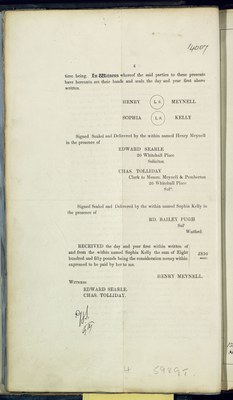 4
time being In Witness whereof the said parties to these presents
have hereunto set their hands and seals the day and year first above
written.
HENRY L S MEYNELL
SOPHIA L S KELLY
Signed Sealed and Delivered by the within named Henry Meynell
in the presence of
EDWARD SEARLE
20 Whitehall Place
Solicitor
CHAS. TOLLIDAY
Clerk to Messrs. Meynell & Pemberton
20 Whitehall Place
Solrs
Signed Sealed and Delivered by the within named Sophia Kelly in
the presence of
ED. BAILEY PUGH
Solr
Watford
RECEIVED the day and year first within written of
and from the within named Sophia Kelly the sum of Eight
hundred and fifty pounds being the consideration money within
expressed to be paid by her to me.
£850
HENRY MEYNELL.
Witness
EDWARD SEARLE.
CHAS. TOLLIDAY.
4